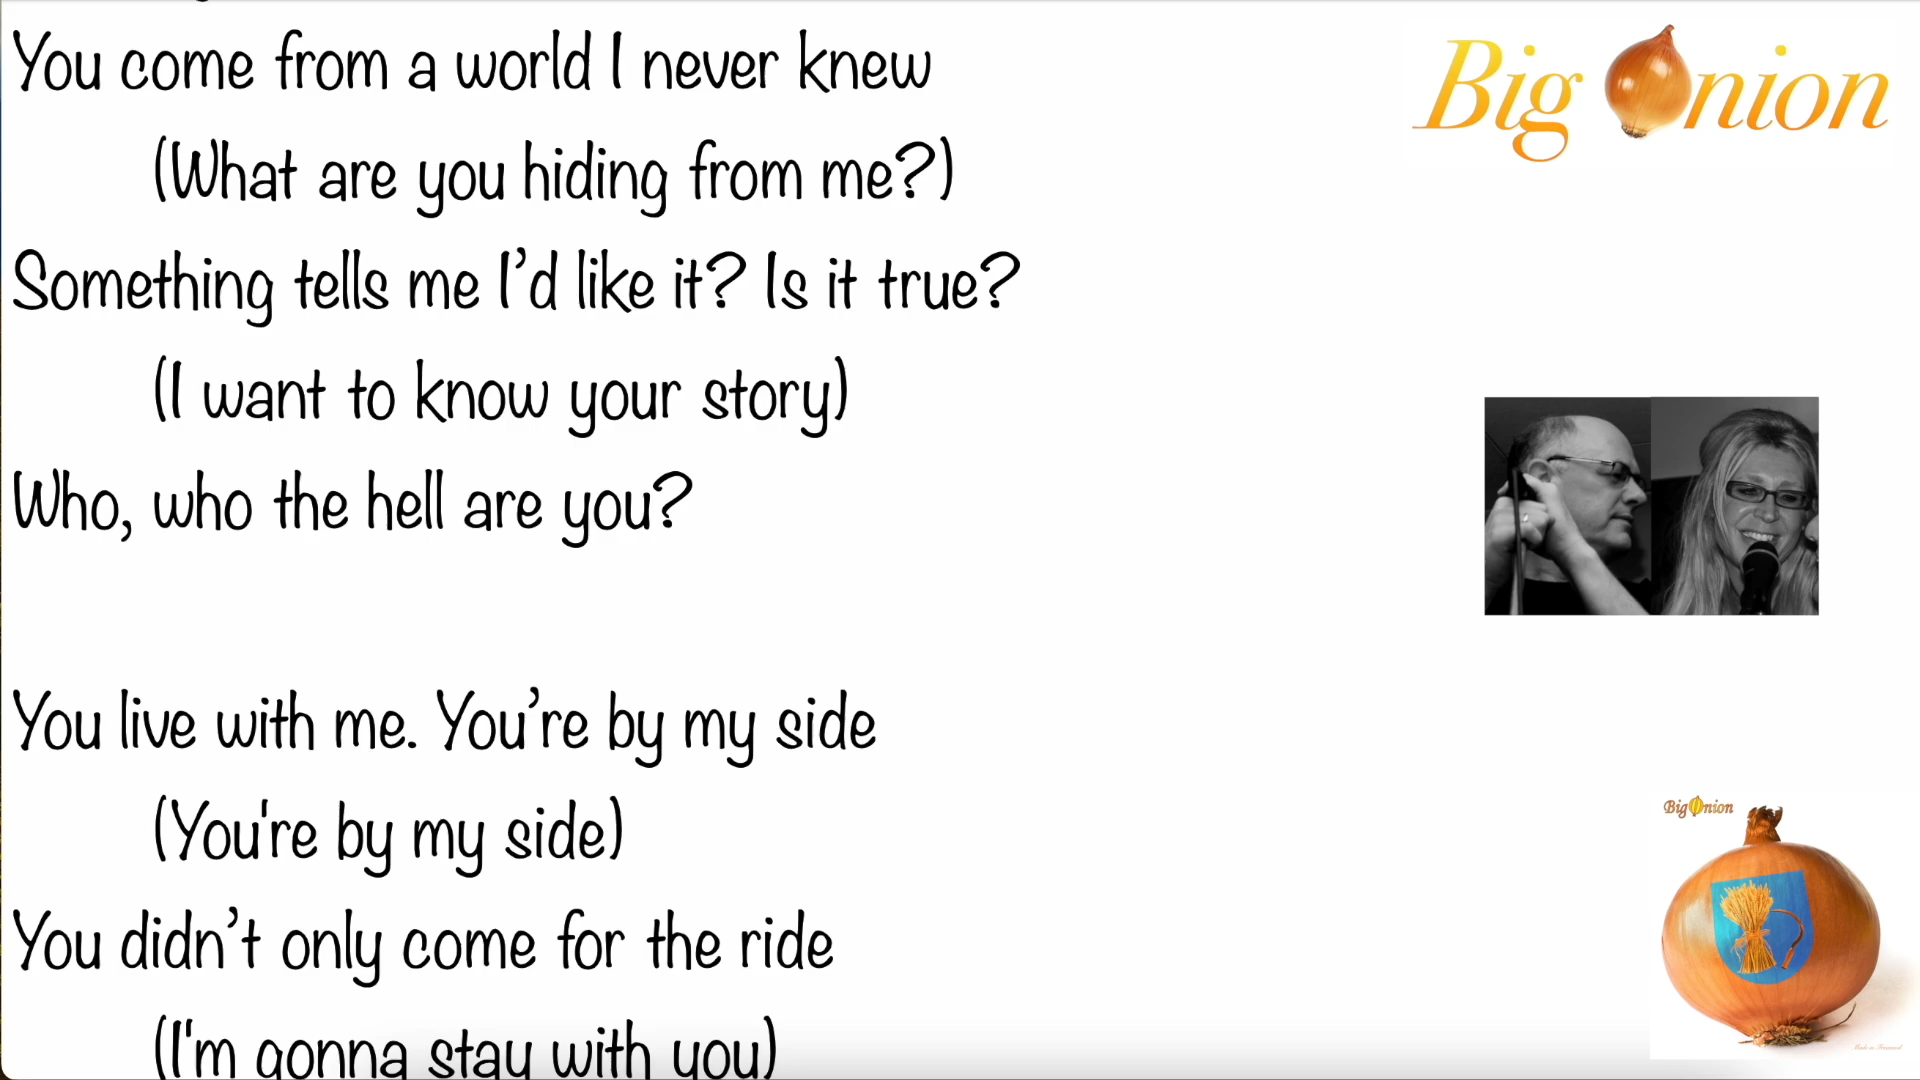 You come from a world I never knew
(What are you hiding from me?)
Something tells me I’d like it? Is it true?
(I want to know your story)
Who, who the hell are you?
You live with me. You’re by my side
(You're by my side)
You didn’t only come for the ride
(I'm gonna stay with you)
Big Onion
Big Onion